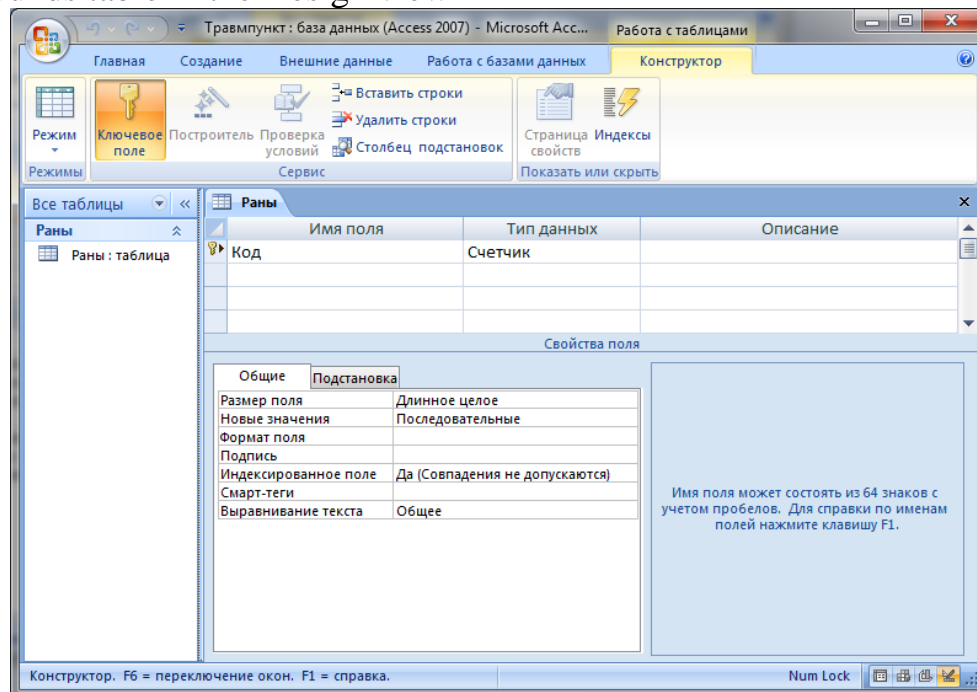 Травмпункт : база данных (Access 2007) - Microsoft Acc...
Работа с таблицами
Главная Создание Внешние данные Работа с базами данных Конструктор
Режим
Ключевое поле
Построитель
Проверка условий
Вставить строки
Удалить строки
Столбец подстановок
Страница свойств
Индексы
Режимы Сервис Показать или скрыть
Все таблицы
Раны
Раны : таблица
Раны
Имя поля Тип данных Описание
Код Счетчик
Свойства поля
Общие Подстановка
Размер поля Длинное целое
Новые значения Последовательные
Формат поля
Подпись
Индексированное поле Да (Совпадения не допускаются)
Смарт-теги
Выравнивание текста Общее
Имя поля может состоять из 64 знаков с
учетом пробелов. Для справки по именам
полей нажмите клавишу F1.
Конструктор. F6 = переключение окон. F1 = справка.
Num Lock